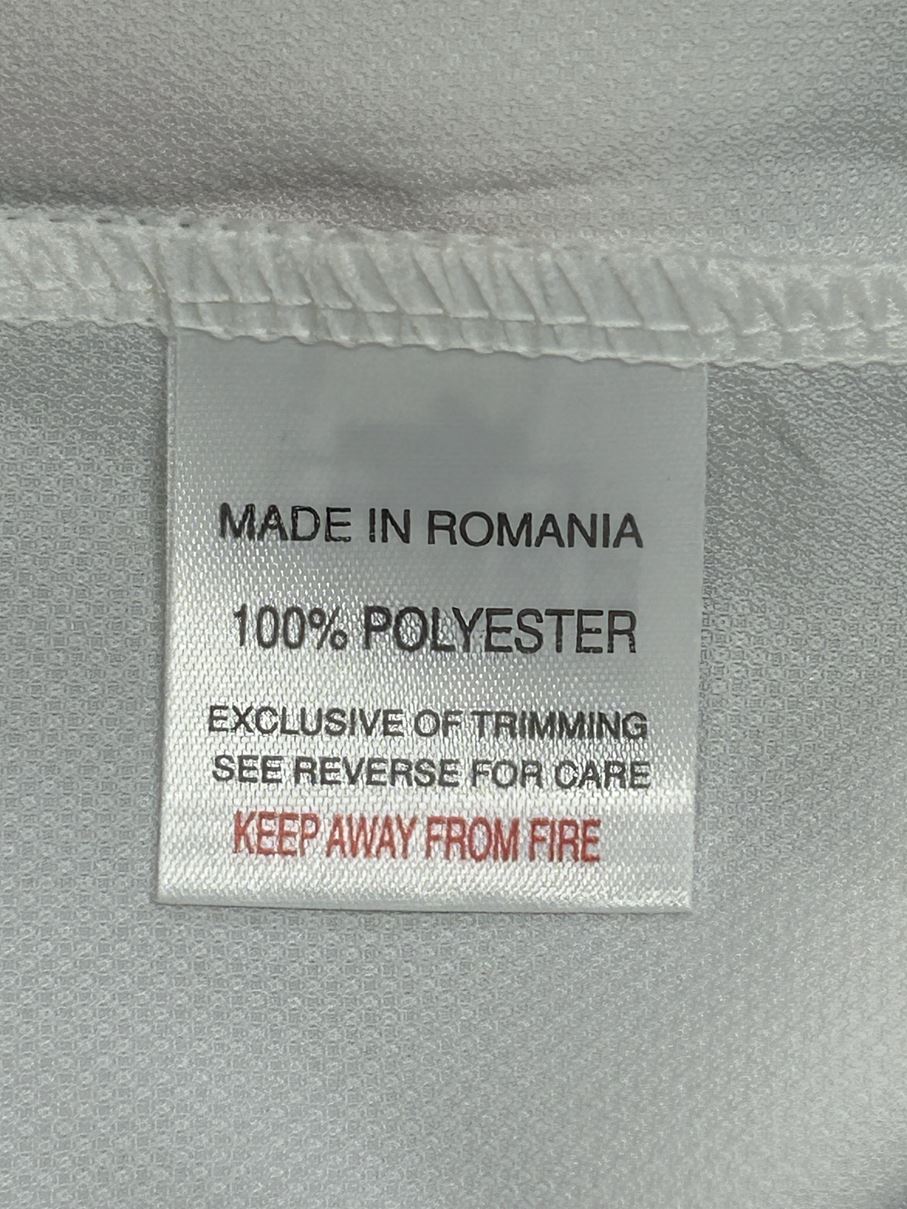 MADE IN ROMANIA
100% POLYESTER
EXCLUSIVE OF TRIMMING
SEE REVERSE FOR CARE
KEEP AWAY FROM FIRE